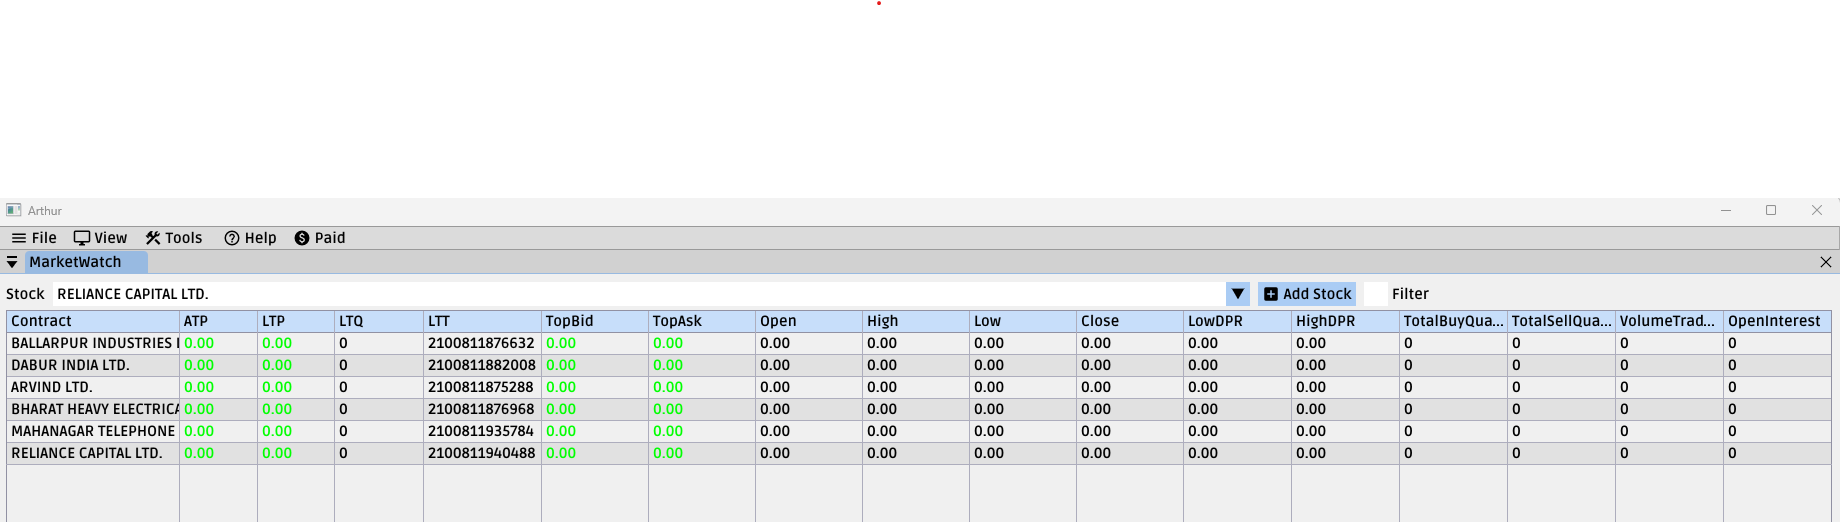 Arthur
File View Tools Help Paid
MarketWatch
Stock RELIANCE CAPITAL LTD. Add Stock Filter
Contract ATP LTP LTQ LTT TopBid TopAsk Open High Low Close LowDPR HighDPR TotalBuyQua... TotalSellQua... VolumeTrad... OpenInterest
BALLARPUR INDUSTRIES 0.00 0.00 0 2100811876632 0.00 0.00 0.00 0.00 0.00 0.00 0.00 0.00 0 0 0 0
DABUR INDIA LTD. 0.00 0.00 0 2100811882008 0.00 0.00 0.00 0.00 0.00 0.00 0.00 0.00 0 0 0 0
ARVIND LTD. 0.00 0.00 0 2100811875288 0.00 0.00 0.00 0.00 0.00 0.00 0.00 0.00 0 0 0 0
BHARAT HEAVY ELECTRICA 0.00 0.00 0 2100811876968 0.00 0.00 0.00 0.00 0.00 0.00 0.00 0.00 0 0 0 0
MAHANAGAR TELEPHONE 0.00 0.00 0 2100811935784 0.00 0.00 0.00 0.00 0.00 0.00 0.00 0.00 0 0 0 0
RELIANCE CAPITAL LTD. 0.00 0.00 0 2100811940488 0.00 0.00 0.00 0.00 0.00 0.00 0.00 0.00 0 0 0 0